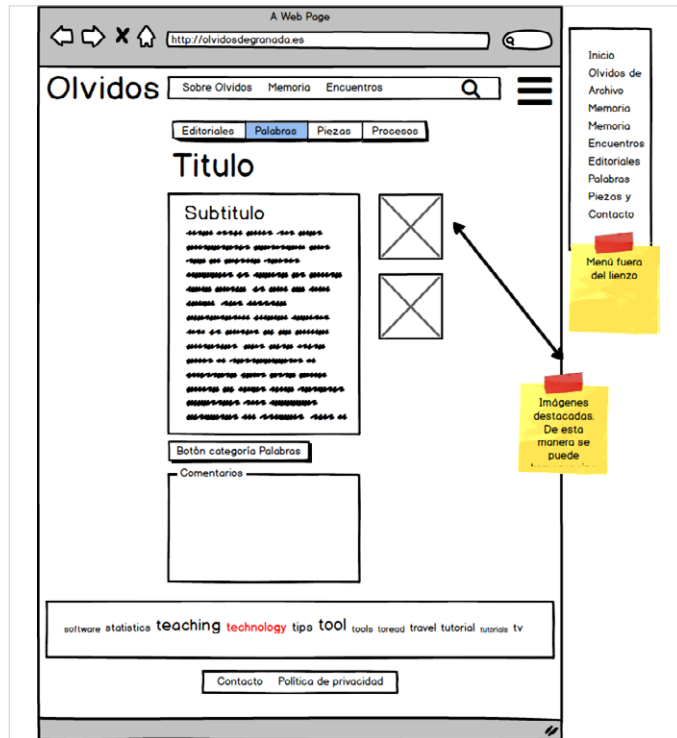 A Web Page
http://olvidosdegranada.es
Olvidos
Sobre Olvidos Memoria Encuentros
Editoriales Palabras Piezas Procesos
Titulo
Subtitulo
Botón categoría Palabras
Comentarios
software statistics teaching technology tips tool tools toread travel tutorial tutorials tv
Contacto Política de privacidad
Inicio
Olvidos de
Archivo
Memoria
Memoria
Encuentros
Editoriales
Palabras
Piezas y
Contacto
Menú fuera
del lienzo
Imágenes
destacadas.
De esta
manera se
puede